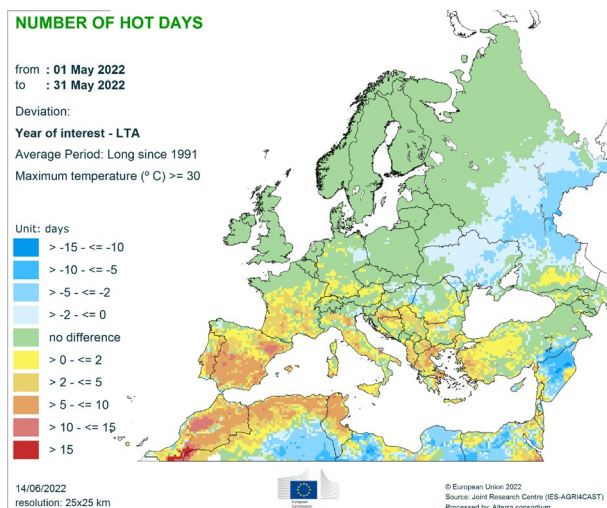 NUMBER OF HOT DAYS
from : 01 May 2022
to : 31 May 2022
Deviation:
Year of interest - LTA
Average Period: Long since 1991
Maximum temperature (º C) >= 30
Unit: days
> -15 - <= -10
> -10 - <= -5
> -5 - <= -2
> -2 - <= 0
no difference
> 0 - <= 2
> 2 - <= 5
> 5 - <= 10
> 10 - <= 15
> 15
14/06/2022
resolution: 25x25 km
European
Commission
© European Union 2022
Source: Joint Research Centre (IES-AGRI4CAST)
Processed by: Alterra consortium